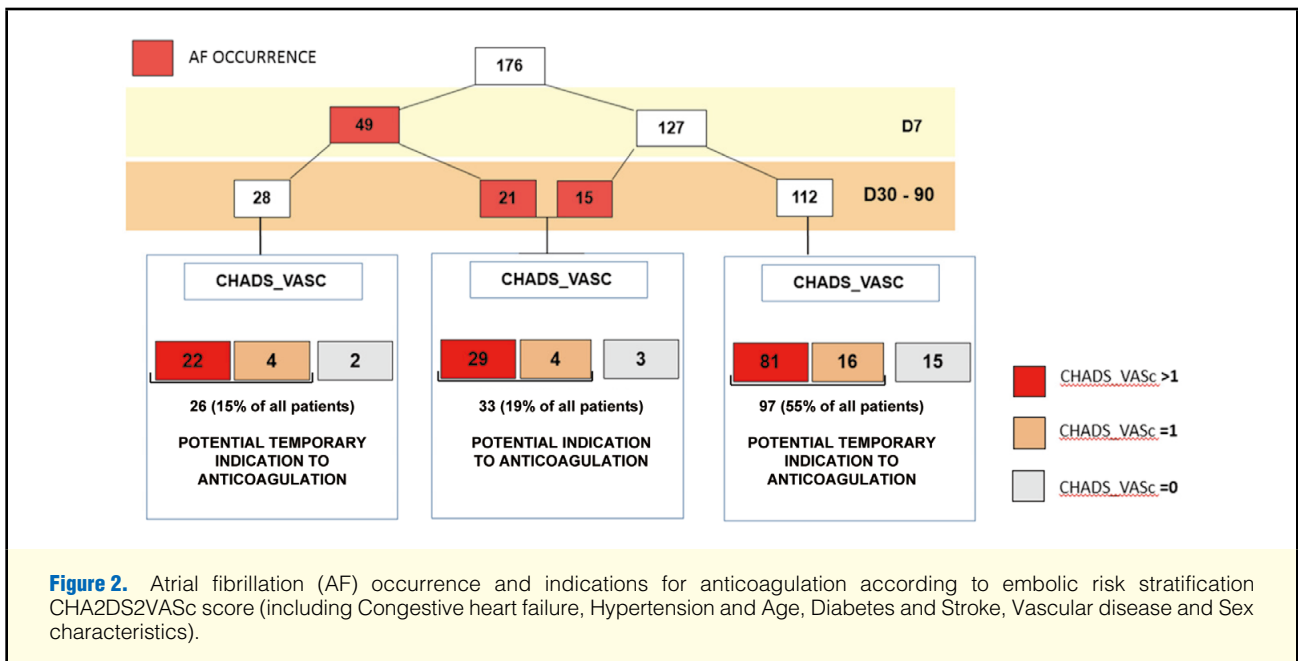 AF OCCURRENCE
176
49
127
D7
28
21
15
112
D30 - 90
CHADS_VASC
22
4
2
26 (15% of all patients)
POTENTIAL TEMPORARY
INDICATION TO
ANTICOAGULATION
CHADS_VASC
29
4
3
33 (19% of all patients)
POTENTIAL INDICATION
TO ANTICOAGULATION
CHADS_VASC
81
16
15
97 (55% of all patients)
POTENTIAL TEMPORARY
INDICATION TO
ANTICOAGULATION
CHADS_VASc >1
CHADS_VASc =1
CHADS_VASc =0
Figure 2. Atrial fibrillation (AF) occurrence and indications for anticoagulation according to embolic risk stratification
CHA2DS2VASc score (including Congestive heart failure, Hypertension and Age, Diabetes and Stroke, Vascular disease and Sex
characteristics).